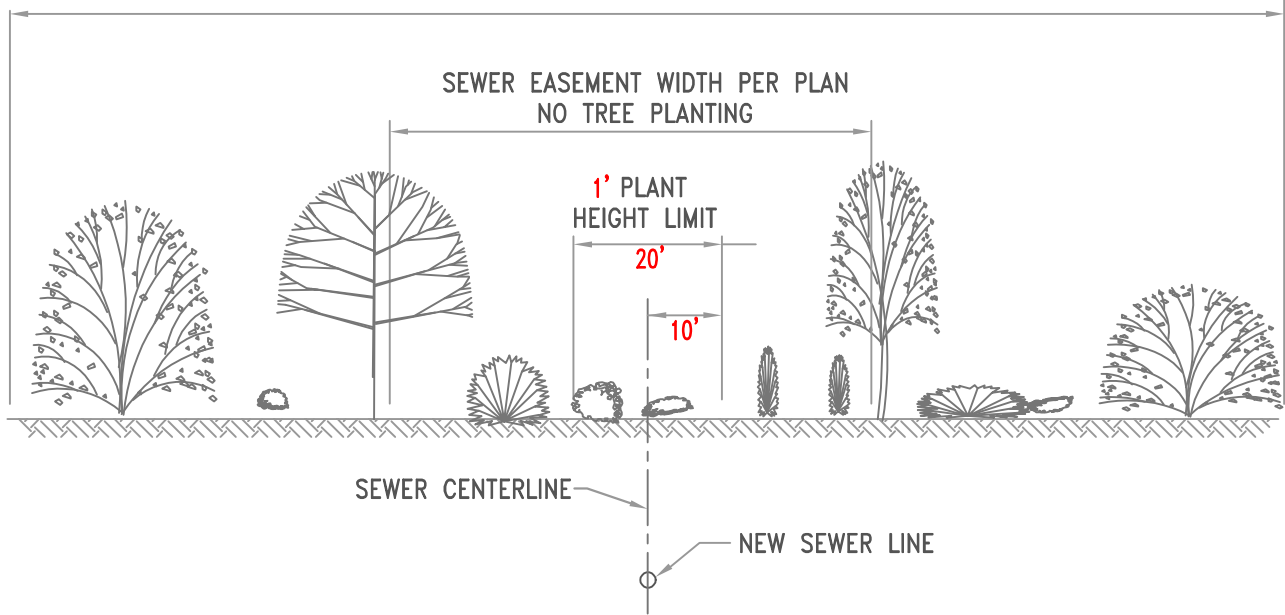 SEWER EASEMENT WIDTH PER PLAN
NO TREE PLANTING
1' PLANT
HEIGHT LIMIT
20'
10'
SEWER CENTERLINE
NEW SEWER LINE